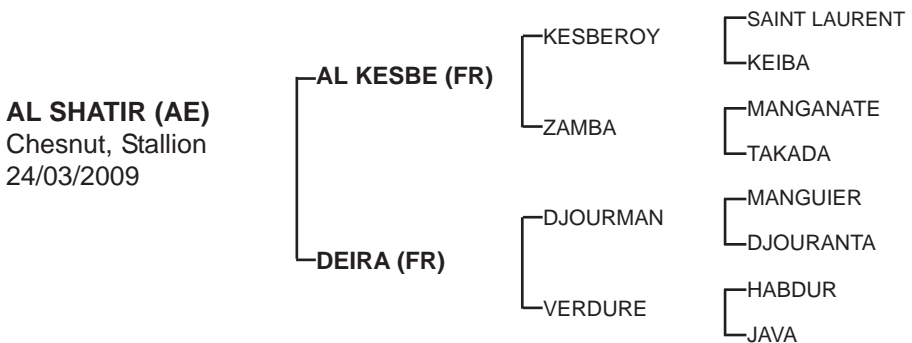 AL SHATIR (AE)
Chesnut, Stallion
24/03/2009
AL KESBE (FR)
DEIRA (FR)
KESBEROY
ZAMBA
DJOURMAN
VERDURE
SAINT LAURENT
KEIBA
MANGANATE
TAKADA
MANGUIER
DJOURANTA
HABDUR
JAVA